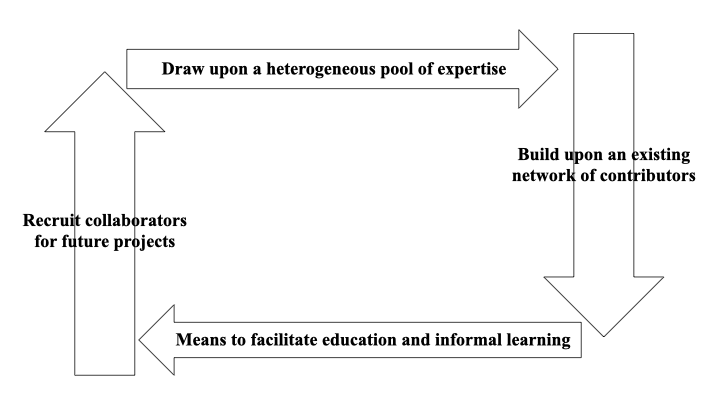 Draw upon a heterogeneous pool of expertise
Build upon an existing
network of contributors
Recruit collaborators
for future projects
Means to facilitate education and informal learning